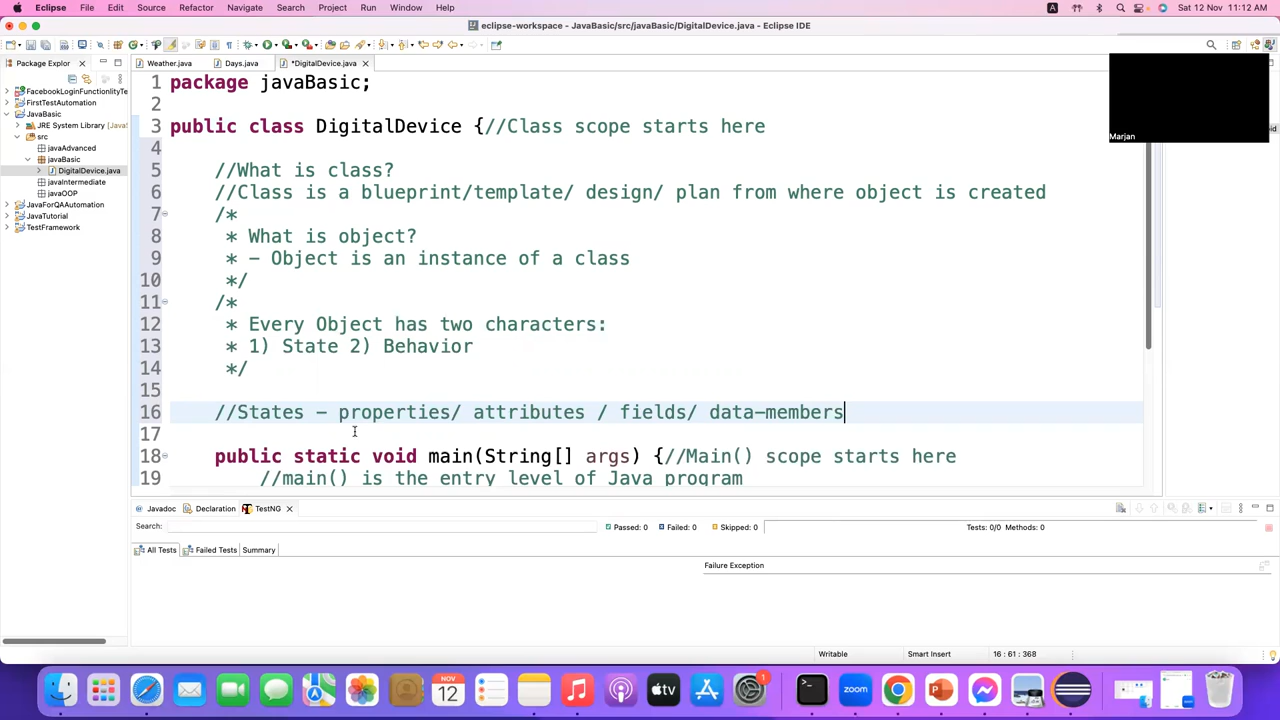 Eclipse File Edit Source Refactor Navigate Search Project Run Window Help
A
Sat 12 Nov 11:12 AM
eclipse-workspace - JavaBasic/src/javaBasic/DigitalDevice.java - Eclipse IDE
Package Explor
Weather.java
Days.java
*DigitalDevice.java
FacebookLoginFunctionlityTe
FirstTestAutomation
JavaBasic
JRE System Library [JavaS
src
javaAdvanced
javaBasic
DigitalDevice.java
javaIntermediate
javaOOP
JavaForQAAutomation
JavaTutorial
TestFramework
1 package javaBasic;
2
3 public class DigitalDevice {//Class scope starts here
4
5 //What is class?
6 //Class is a blueprint/template/ design/ plan from where object is created
7 /*
8 * What is object?
9 * - Object is an instance of a class
10 */
11 /*
12 * Every Object has two characters:
13 * 1) State 2) Behavior
14 */
15
16 //States - properties/ attributes / fields/ data-members
17
18 public static void main(String[] args) {//Main() scope starts here
19 //main() is the entry level of Java program
Marjan
Javadoc
Declaration
TestNG
Search:
Passed: 0
Failed: 0
Skipped: 0
Tests: 0/0 Methods: 0
All Tests
Failed Tests
Summary
Failure Exception
Writable
Smart Insert
16 : 61 : 368
NOV
12
tv
1
zoom